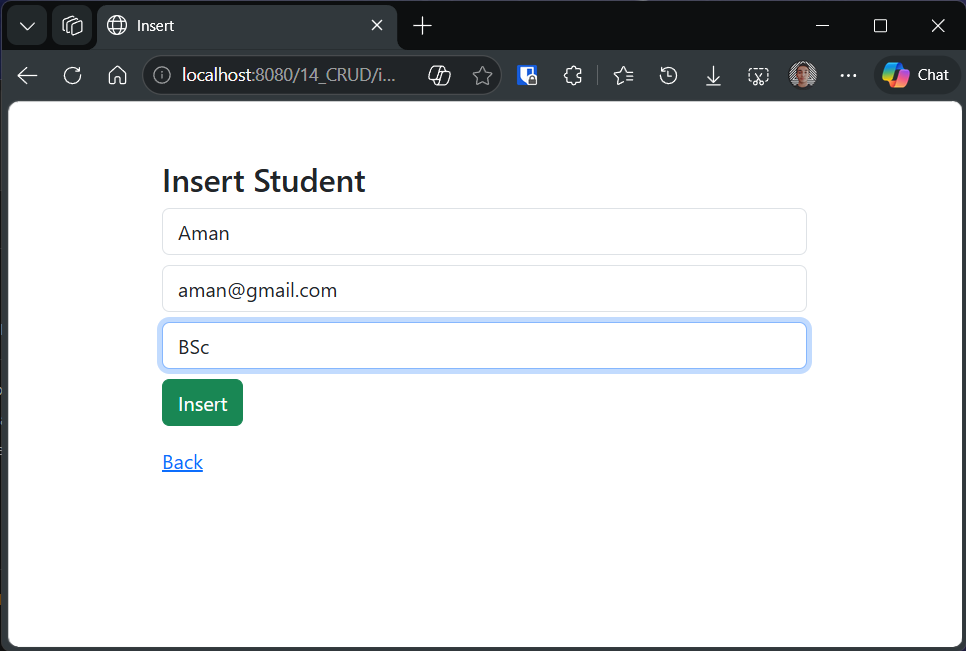 Insert
localhost:8080/14_CRUD/i...
Chat
Insert Student
Aman
aman@gmail.com
BSc
Insert
Back